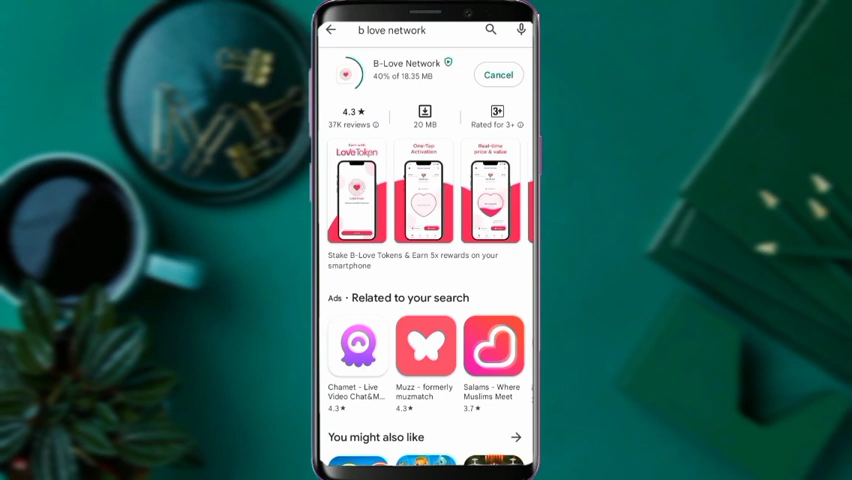 b love network
B-Love Network
40% of 18.35 MB
Cancel
4.3 ★
37K reviews
20 MB
3+
Rated for 3+
Earn with
LoveToken
One-Tap
Activation
Real-time
price & value
Stake B-Love Tokens & Earn 5x rewards on your
smartphone
Ads · Related to your search
Chamet - Live
Video Chat&M...
4.3★
Muzz - formerly
muzmatch
4.3★
Salams - Where
Muslims Meet
3.7★
You might also like